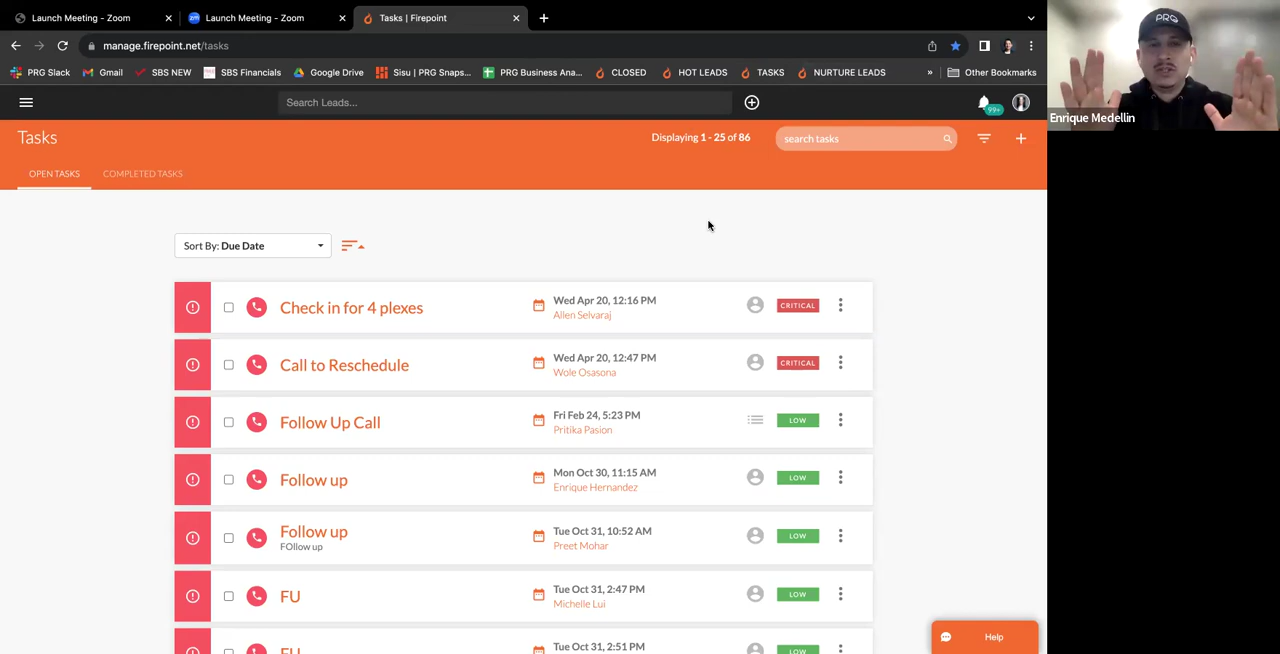 Launch Meeting - Zoom
zm Launch Meeting - Zoom
Tasks | Firepoint
manage.firepoint.net/tasks
PRG Slack
Gmail
SBS NEW
SBS Financials
Google Drive
Sisu | PRG Snaps...
PRG Business Ana...
CLOSED
HOT LEADS
TASKS
NURTURE LEADS
»
Other Bookmarks
PRG
Enrique Medellin
Search Leads...
99+
Tasks
Displaying 1 - 25 of 86
search tasks
OPEN TASKS
COMPLETED TASKS
Sort By: Due Date
Check in for 4 plexes
Wed Apr 20, 12:16 PM
Allen Selvaraj
CRITICAL
Call to Reschedule
Wed Apr 20, 12:47 PM
Wole Osasona
CRITICAL
Follow Up Call
Fri Feb 24, 5:23 PM
Pritika Pasion
LOW
Follow up
Mon Oct 30, 11:15 AM
Enrique Hernandez
LOW
Follow up
FOllow up
Tue Oct 31, 10:52 AM
Preet Mohar
LOW
FU
Tue Oct 31, 2:47 PM
Michelle Lui
LOW
FU
Tue Oct 31, 2:51 PM
LOW
Help